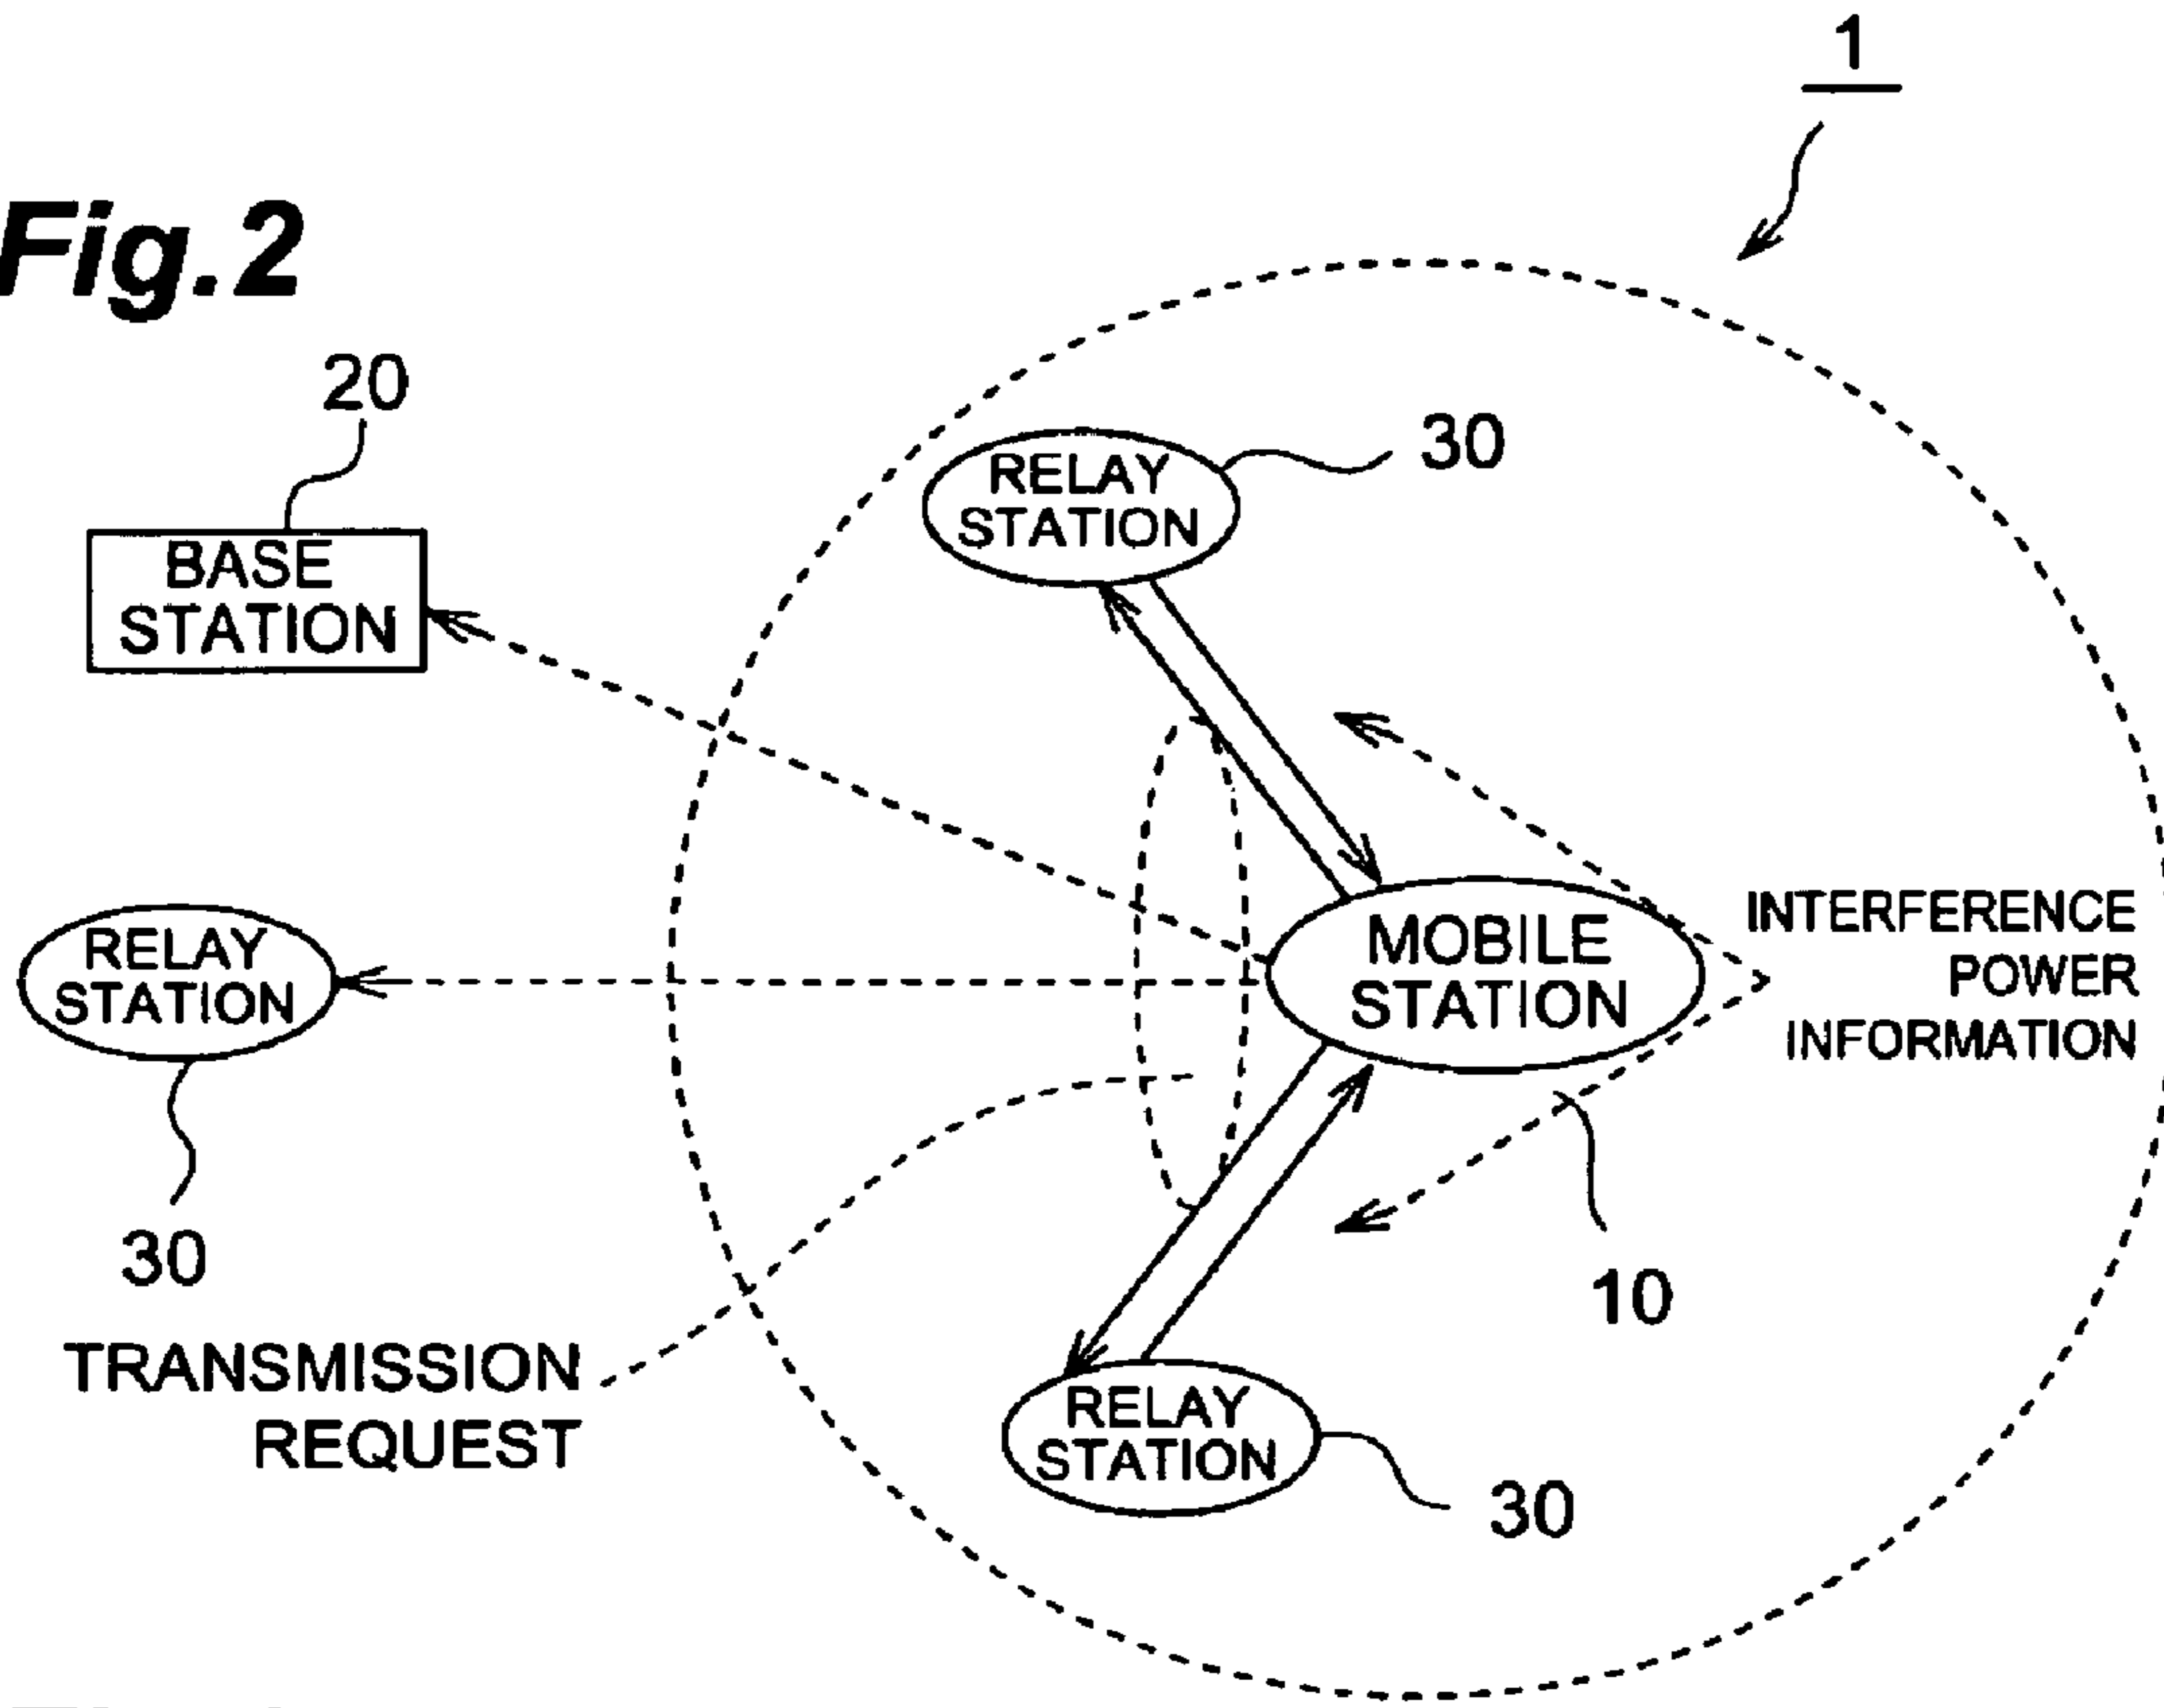 1
Fig.2
20
30
RELAY
STATION
BASE
STATION
INTERFERENCE
POWER
INFORMATION
MOBILE
STATION
RELAY
STATION
30
10
TRANSMISSION
REQUEST
RELAY
STATION
30